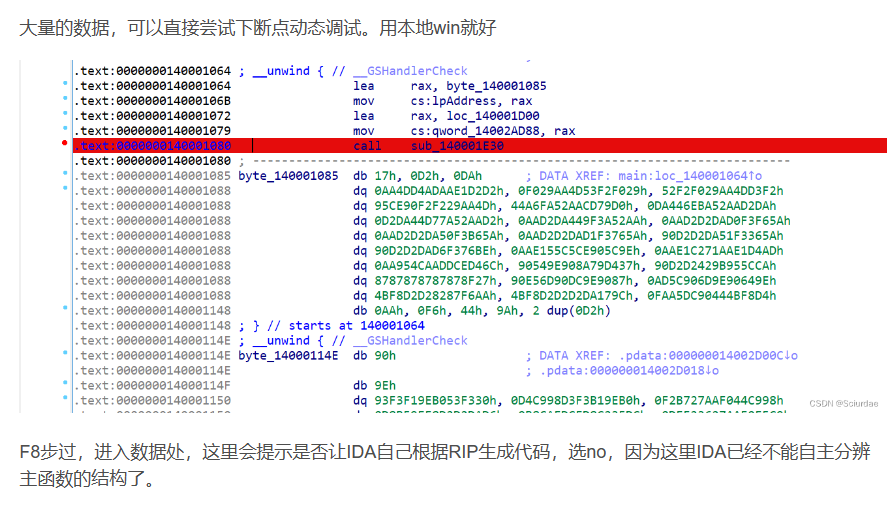 大量的数据，可以直接尝试下断点动态调试。用本地win就好
.text:0000000140001064 ; __unwind { // __GSHandlerCheck
.text:0000000140001064 lea rax, byte_140001085
.text:000000014000106B mov cs:lpAddress, rax
.text:0000000140001072 lea rax, loc_140001D00
.text:0000000140001079 mov cs:qword_14002AD88, rax
.text:0000000140001080 call sub_140001E30
.text:0000000140001080 ; ---------------------------------------------------------------------------
.text:0000000140001085 byte_140001085 db 17h, 0D2h, 0DAh ; DATA XREF: main:loc_140001064↑o
.text:0000000140001088 dq 0AA4DD4ADAAE1D2D2h, 0F029AA4D53F2F029h, 52F2F029AA4DD3F2h
.text:0000000140001088 dq 95CE90F2F229AA4Dh, 44A6FA52AACD79D0h, 0DA446EBA52AAD2DAh
.text:0000000140001088 dq 0D2DA44D77A52AAD2h, 0AAD2DA449F3A52AAh, 0AAD2D2DAD0F3F65Ah
.text:0000000140001088 dq 0AAD2D2DA50F3B65Ah, 0AAD2D2DAD1F3765Ah, 90D2D2DA51F3365Ah
.text:0000000140001088 dq 90D2D2DAD6F376BEh, 0AAE155C5CE905C9Eh, 0AAE1C271AAE1D4ADh
.text:0000000140001088 dq 0AA954CAADDCED46Ch, 90549E908A79D437h, 90D2D2429B955CCAh
.text:0000000140001088 dq 8787878787878F27h, 90E56D90DC9E9087h, 0AD5C906D9E90649Eh
.text:0000000140001088 dq 4BF8D2D28287F6AAh, 4BF8D2D2D2DA179Ch, 0FAA5DC90444BF8D4h
.text:0000000140001148 db 0AAh, 0F6h, 44h, 9Ah, 2 dup(0D2h)
.text:0000000140001148 ; } // starts at 140001064
.text:000000014000114E ; __unwind { // __GSHandlerCheck
.text:000000014000114E byte_14000114E db 90h ; DATA XREF: .pdata:000000014002D00C↓o
.text:000000014000114E ; .pdata:000000014002D018↓o
.text:000000014000114F db 9Eh
.text:0000000140001150 dq 93F3F19EB053F330h, 0D4C998D3F3B19EB0h, 0F2B727AAF044C998h
CSDN @Sciurdae
F8步过，进入数据处，这里会提示是否让IDA自己根据RIP生成代码，选no，因为这里IDA已经不能自主分辨
主函数的结构了。